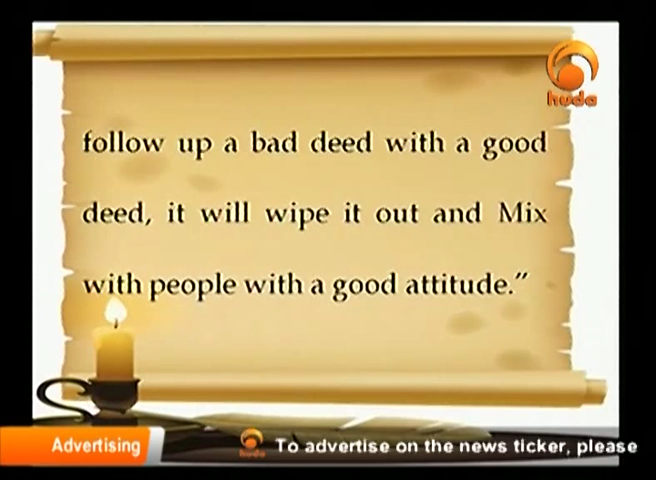 huda
follow up a bad deed with a good
deed, it will wipe it out and Mix
with people with a good attitude.”
Advertising
huda
To advertise on the news ticker, please